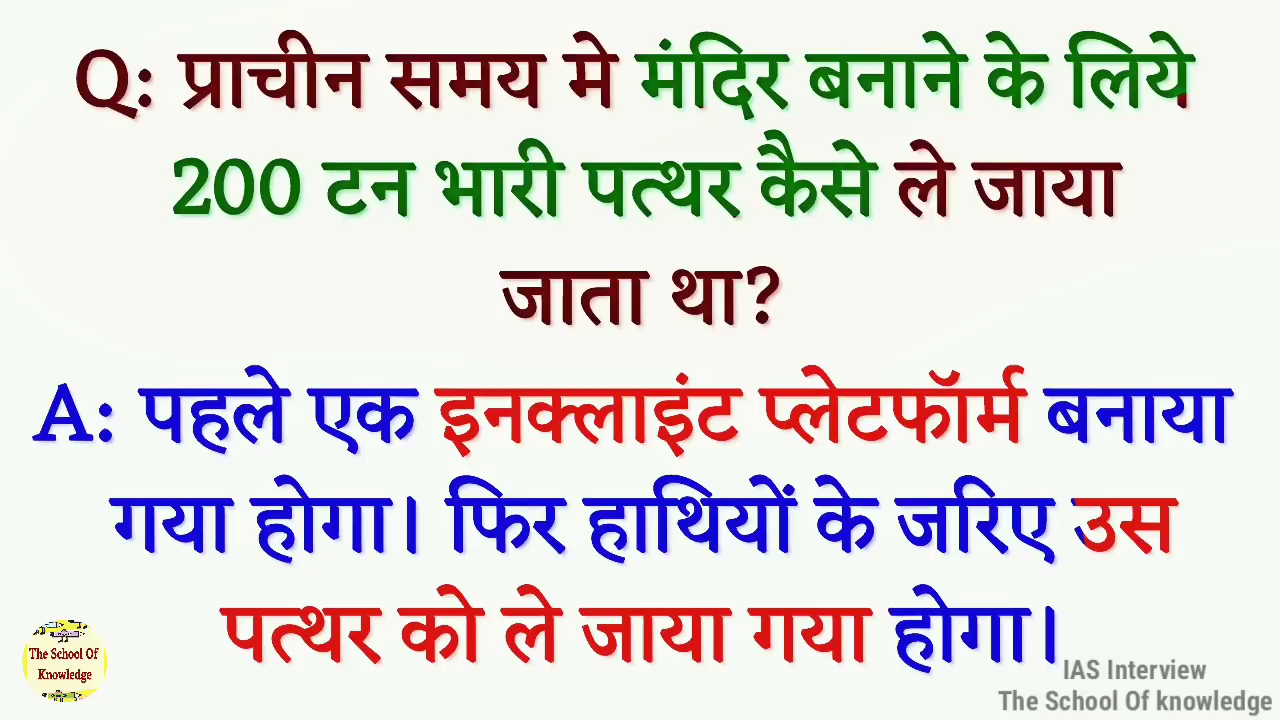 Q: प्राचीन समय मे मंदिर बनाने के लिये
200 टन भारी पत्थर कैसे ले जाया
जाता था?
A: पहले एक इनक्लाइंट प्लेटफॉर्म बनाया
गया होगा। फिर हाथियों के जरिए उस
पत्थर को ले जाया गया होगा।
The School Of
Knowledge
IAS Interview
The School Of knowledge